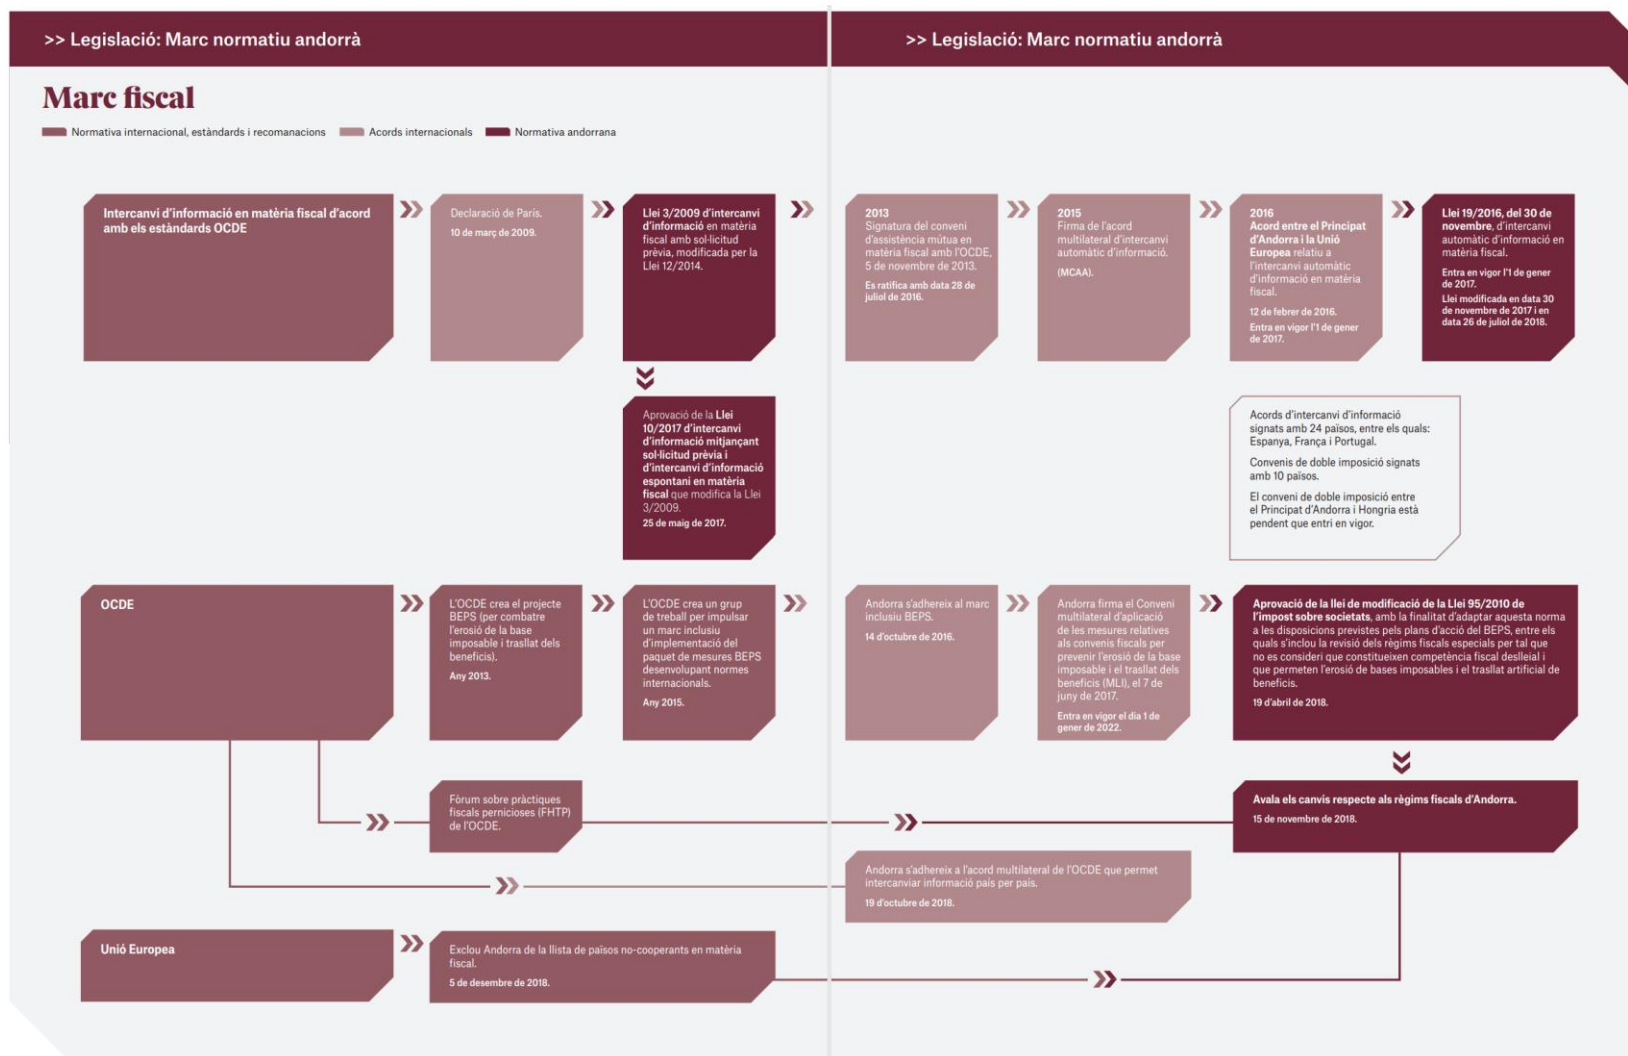 >> Legislació: Marc normatiu andorrà
>> Legislació: Marc normatiu andorrà
Marc fiscal
Normativa internacional, estàndards i recomanacions
Acords internacionals
Normativa andorrana
Intercanvi d'informació en matèria fiscal d'acord
amb els estàndards OCDE
Declaració de París.
10 de març de 2009.
Llei 3/2009 d'intercanvi
d'informació en matèria
fiscal amb sol·licitud
prèvia, modificada per la
Llei 12/2014.
2013
Signatura del conveni
d'assistència mútua en
matèria fiscal amb l'OCDE,
5 de novembre de 2013.
Es ratifica amb data 28 de
juliol de 2016.
2015
Firma de l'acord
multilateral d'intercanvi
automàtic d'informació.
(MCAA).
2016
Acord entre el Principat
d'Andorra i la Unió
Europea relatiu a
l'intercanvi automàtic
d'informació en matèria
fiscal.
12 de febrer de 2016.
Entra en vigor l'1 de gener
de 2017.
Llei 19/2016, del 30 de
novembre, d'intercanvi
automàtic d'informació en
matèria fiscal.
Entra en vigor l'1 de gener
de 2017.
Llei modificada en data 30
de novembre de 2017 i en
data 26 de juliol de 2018.
Aprovació de la Llei
10/2017 d'intercanvi
d'informació mitjançant
sol·licitud prèvia i
d'intercanvi d'informació
espontani en matèria
fiscal que modifica la Llei
3/2009.
25 de maig de 2017.
Acords d'intercanvi d'informació
signats amb 24 països, entre els quals:
Espanya, França i Portugal.
Convenis de doble imposició signats
amb 10 països.
El conveni de doble imposició entre
el Principat d'Andorra i Hongria està
pendent que entri en vigor.
OCDE
L'OCDE crea el projecte
BEPS (per combatre
l'erosió de la base
imposable i trasllat dels
beneficis).
Any 2013.
L'OCDE crea un grup
de treball per impulsar
un marc inclusiu
d'implementació del
paquet de mesures BEPS
desenvolupant normes
internacionals.
Any 2015.
Andorra s'adhereix al marc
inclusiu BEPS.
14 d'octubre de 2016.
Andorra firma el Conveni
multilateral d'aplicació
de les mesures relatives
als convenis fiscals per
prevenir l'erosió de la base
imposable i el trasllat dels
beneficis (MLI), el 7 de
juny de 2017.
Entra en vigor el dia 1 de
gener de 2022.
Aprovació de la llei de modificació de la Llei 95/2010 de
l'impost sobre societats, amb la finalitat d'adaptar aquesta norma
a les disposicions previstes pels plans d'acció del BEPS, entre els
quals s'inclou la revisió dels règims fiscals especials per tal que
no es consideri que constitueixen competència fiscal deslleial i
que permeten l'erosió de bases imposables i el trasllat artificial de
beneficis.
19 d'abril de 2018.
Fòrum sobre pràctiques
fiscals pernicioses (FHTP)
de l'OCDE.
Avala els canvis respecte als règims fiscals d'Andorra.
15 de novembre de 2018.
Andorra s'adhereix a l'acord multilateral de l'OCDE que permet
intercanviar informació país per país.
19 d'octubre de 2018.
Unió Europea
Exclou Andorra de la llista de països no-cooperants en matèria
fiscal.
5 de desembre de 2018.